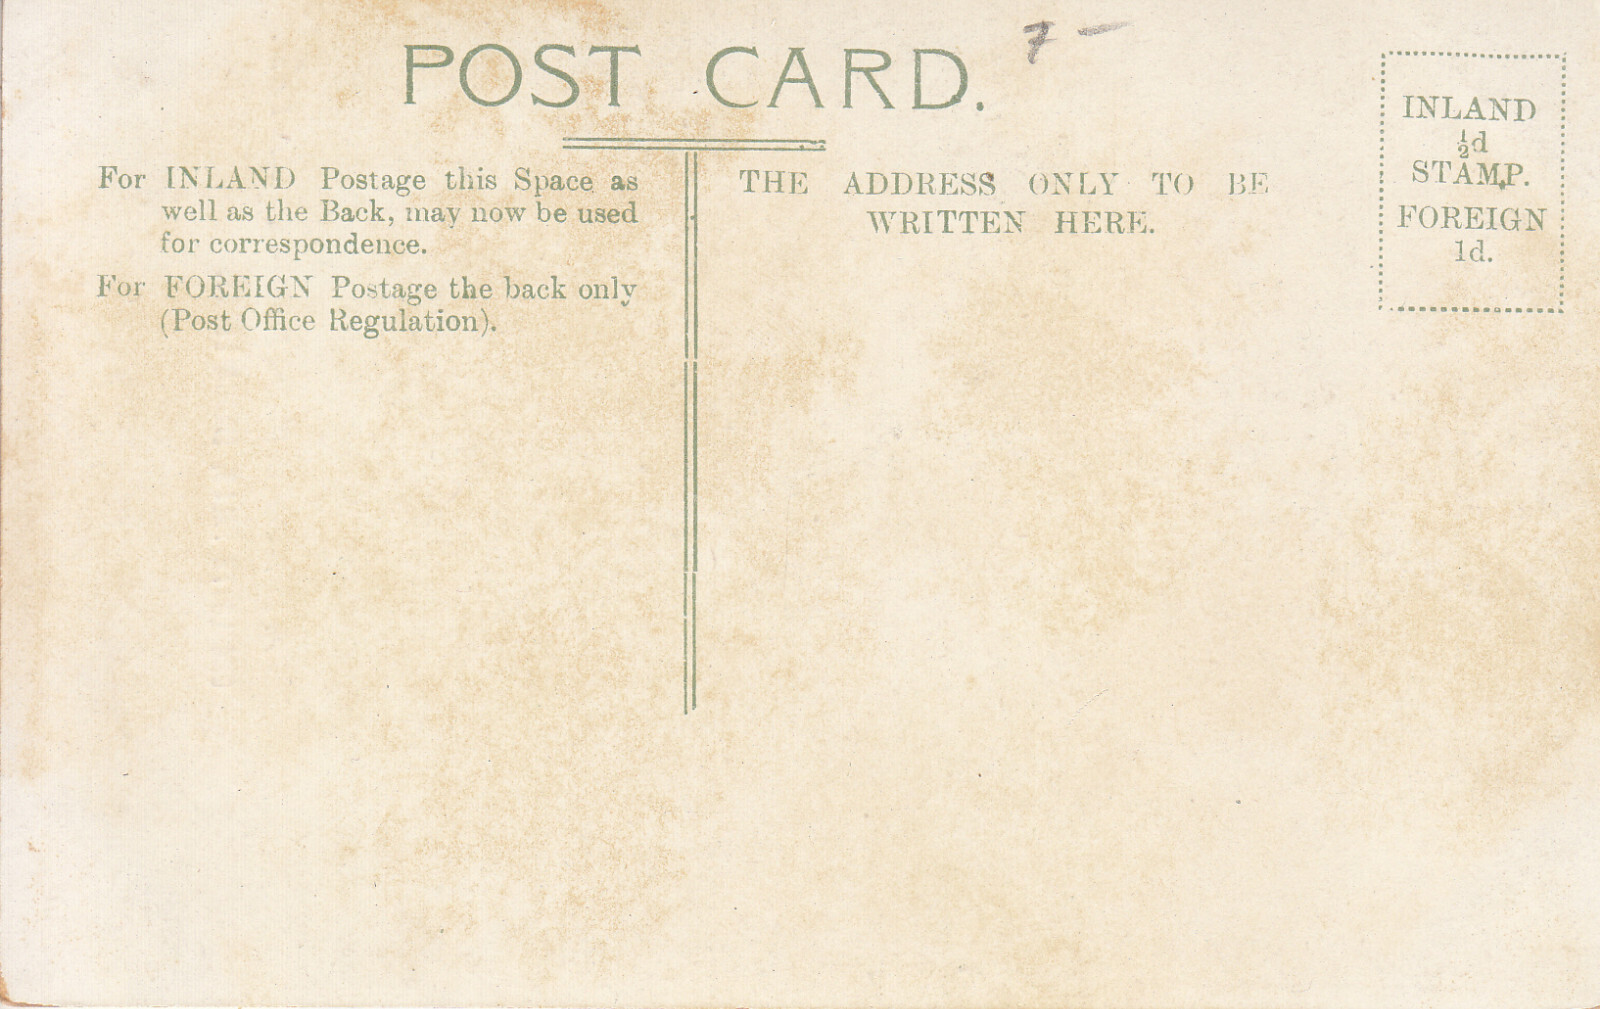 POST CARD.
7 -
For INLAND Postage this Space as
well as the Back, may now be used
for correspondence.
For FOREIGN Postage the back only
(Post Office Regulation).
THE ADDRESS ONLY TO BE
WRITTEN HERE.
INLAND
½d
STAMP.
FOREIGN
1d.